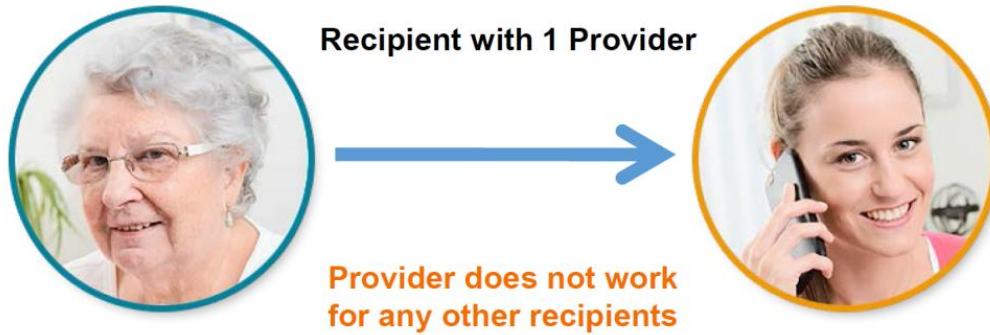 Recipient with 1 Provider
Provider does not work
for any other recipients